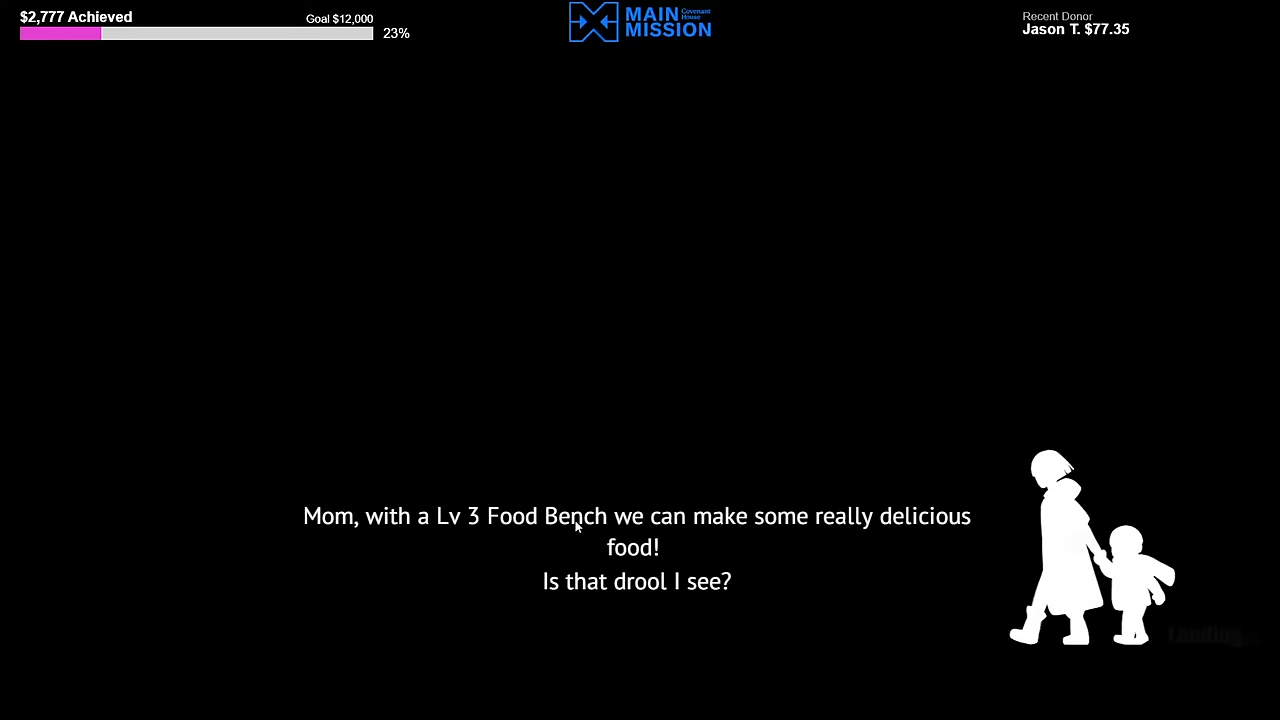 $2,777 Achieved
Goal $12,000
23%
MAIN Covenant House
MISSION
Recent Donor
Jason T. $77.35
Mom, with a Lv 3 Food Bench we can make some really delicious
food!
Is that drool I see?
Loading...